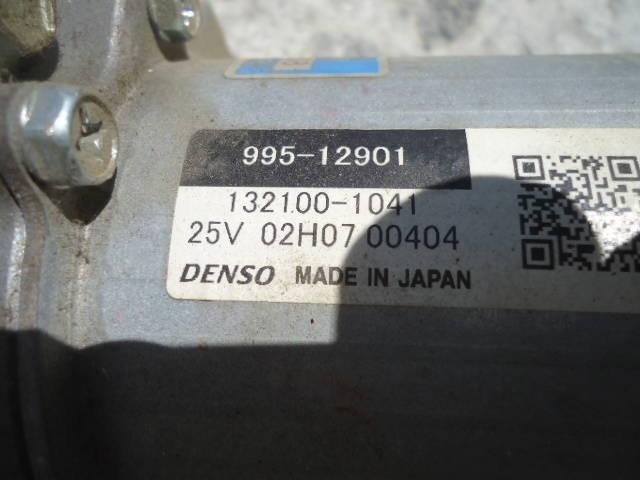 995-12901
132100-1041
25V 02H07 00404
DENSO MADE IN JAPAN